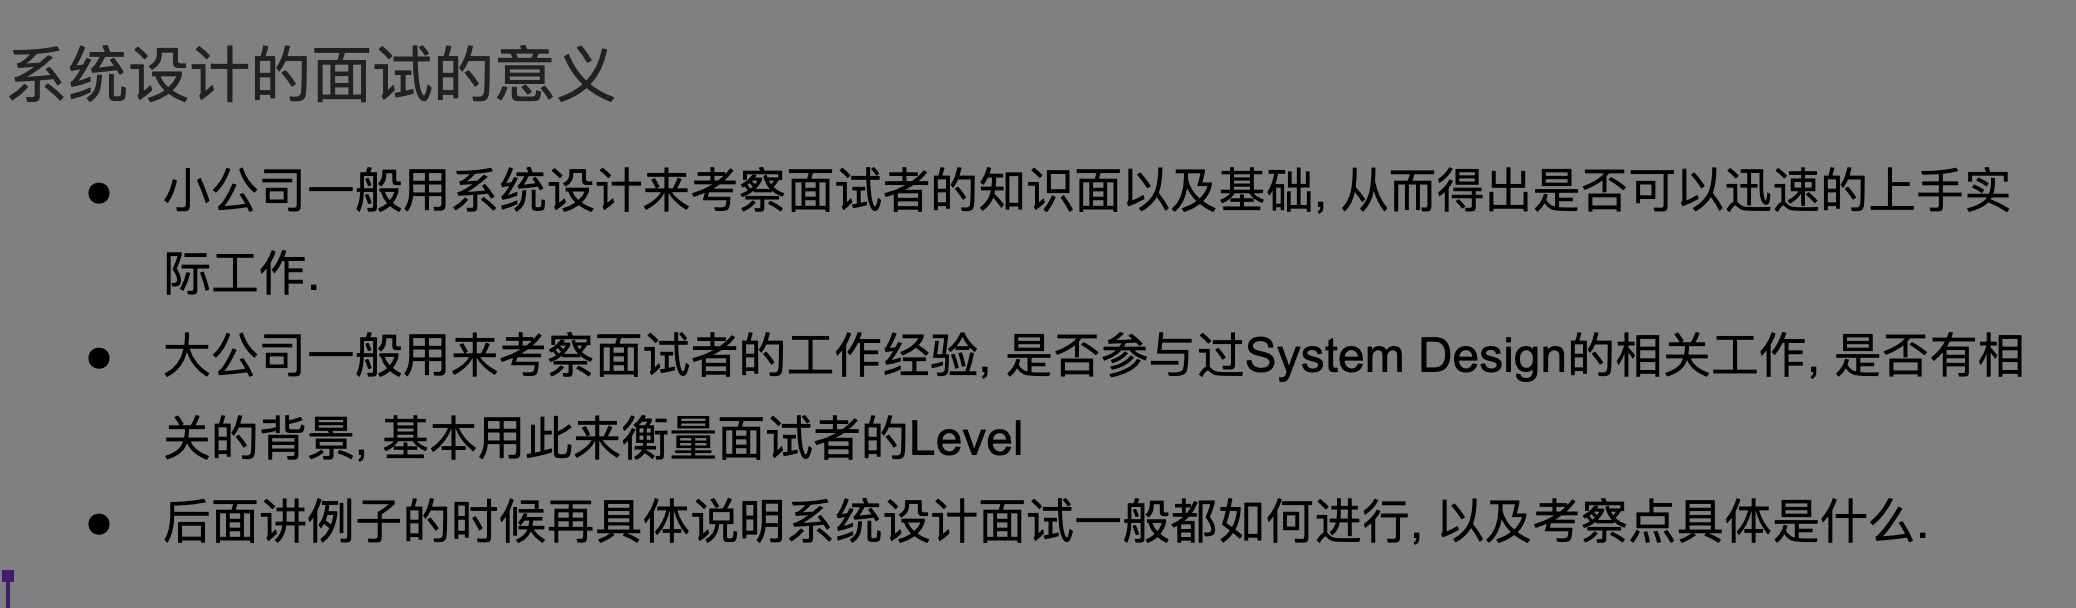 系统设计的面试的意义
● 小公司一般用系统设计来考察面试者的知识面以及基础, 从而得出是否可以迅速的上手实
际工作.
● 大公司一般用来考察面试者的工作经验, 是否参与过System Design的相关工作, 是否有相
关的背景, 基本用此来衡量面试者的Level
● 后面讲例子的时候再具体说明系统设计面试一般都如何进行, 以及考察点具体是什么.